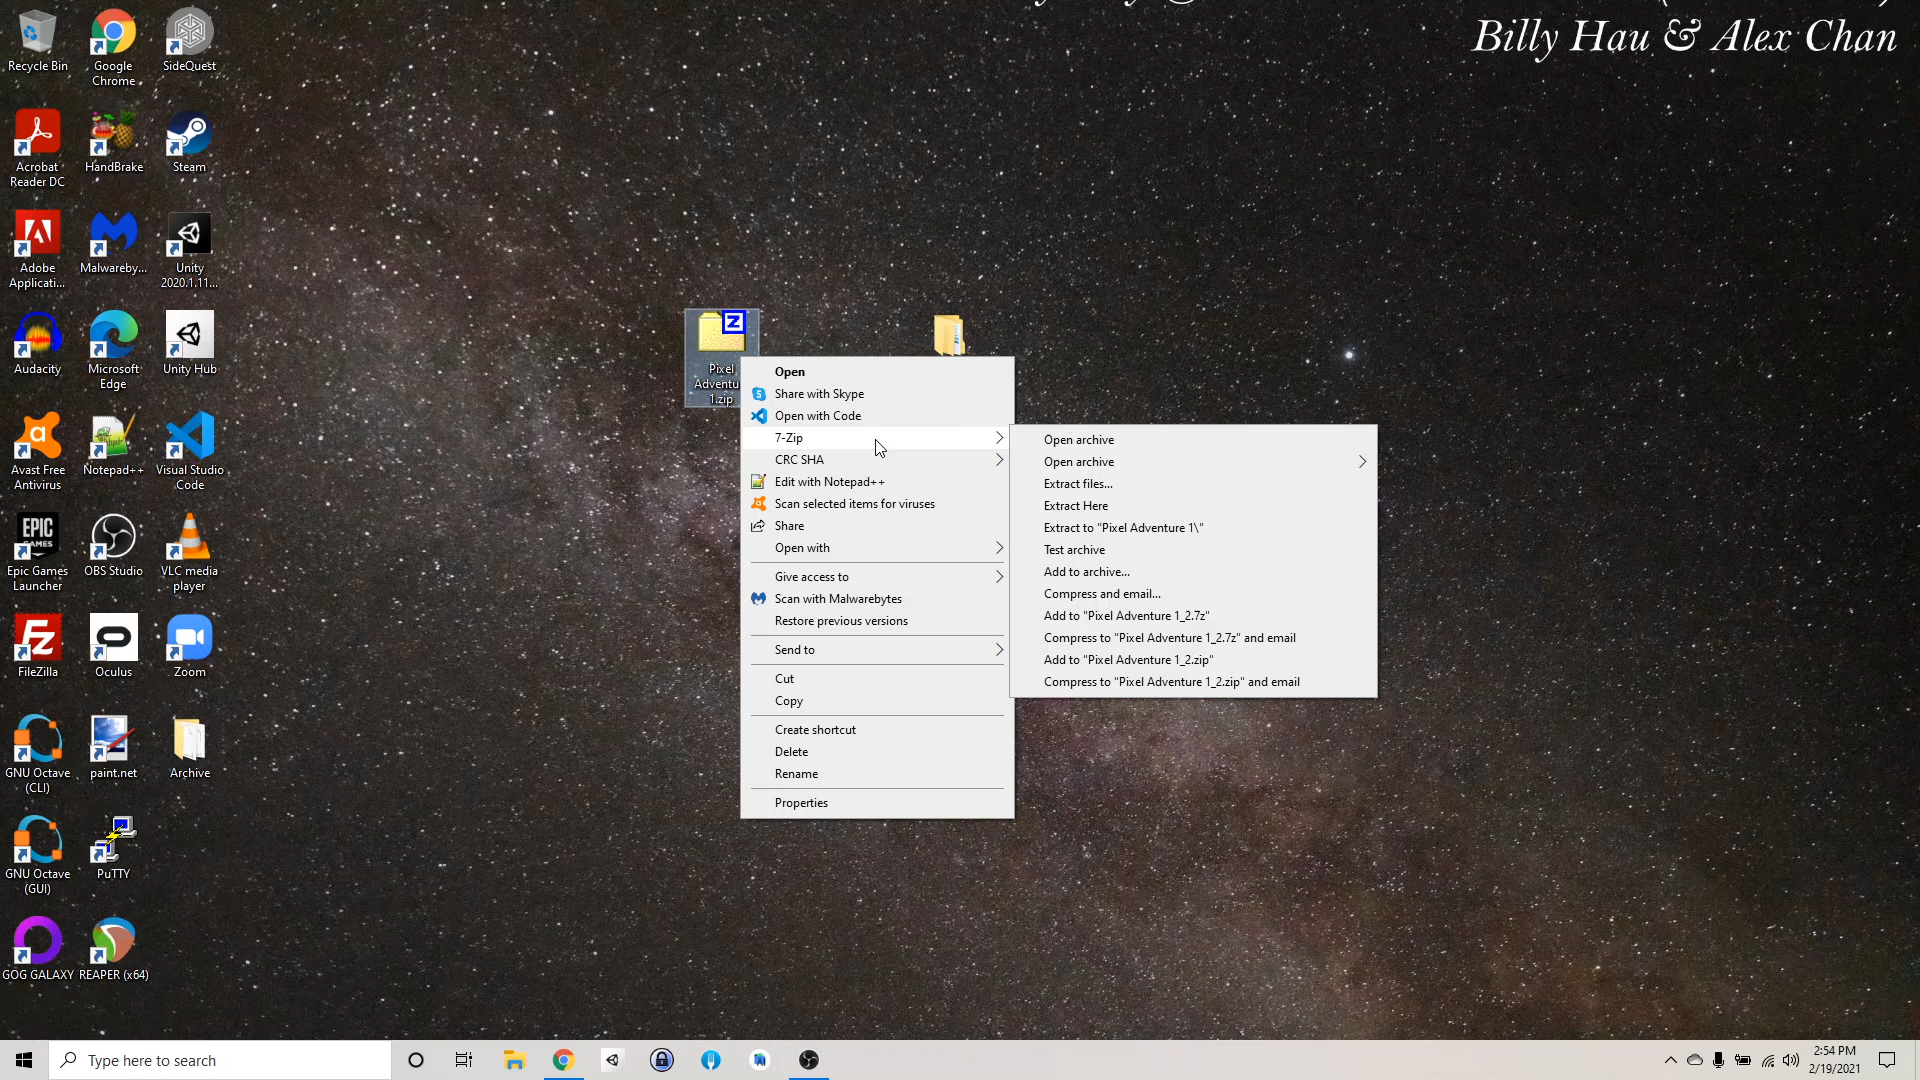 Billy Hau & Alex Chan
Recycle Bin
Google
Chrome
SideQuest
Acrobat
Reader DC
HandBrake
Steam
Adobe
Applicati...
Malwareby...
Unity
2020.1.11...
Audacity
Microsoft
Edge
Unity Hub
Avast Free
Antivirus
Notepad++
Visual Studio
Code
EPIC
GAMES
Epic Games
Launcher
OBS Studio
VLC media
player
FileZilla
Oculus
Zoom
GNU Octave
(CLI)
paint.net
Archive
GNU Octave
(GUI)
PuTTY
GOG GALAXY
REAPER (x64)
Pixel
Adventu
1.zip
Open
Share with Skype
Open with Code
7-Zip
CRC SHA
Edit with Notepad++
Scan selected items for viruses
Share
Open with
Give access to
Scan with Malwarebytes
Restore previous versions
Send to
Cut
Copy
Create shortcut
Delete
Rename
Properties
Open archive
Open archive
Extract files...
Extract Here
Extract to "Pixel Adventure 1\"
Test archive
Add to archive...
Compress and email...
Add to "Pixel Adventure 1_2.7z"
Compress to "Pixel Adventure 1_2.7z" and email
Add to "Pixel Adventure 1_2.zip"
Compress to "Pixel Adventure 1_2.zip" and email
Type here to search
2:54 PM
2/19/2021